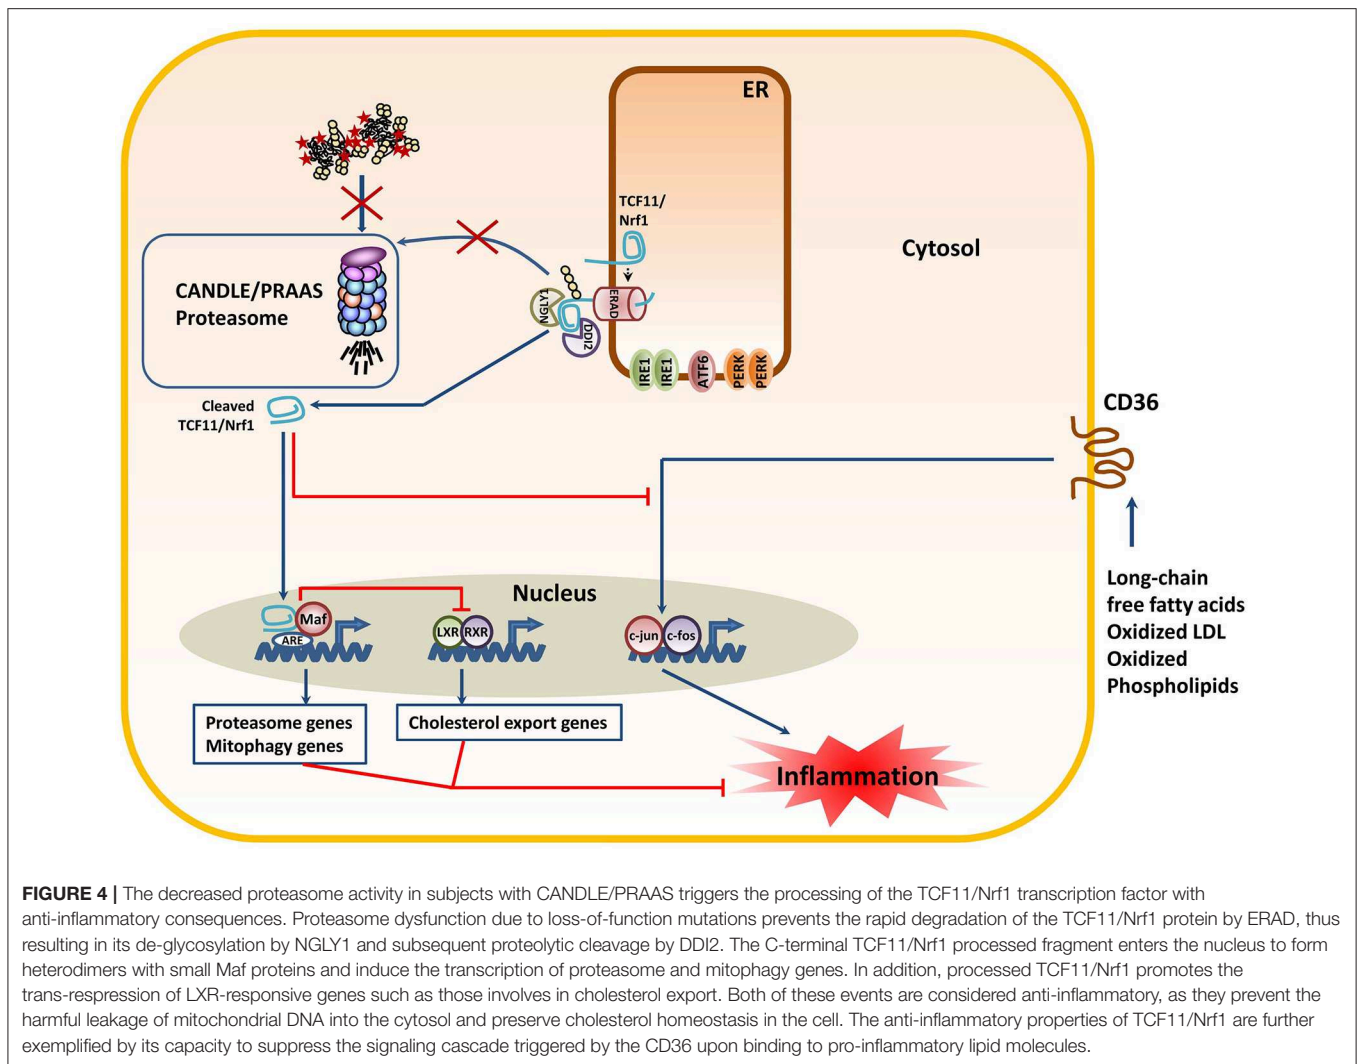 ER
TCF11/
Nrf1
Cytosol
CANDLE/PRAAS
Proteasome
NGLY1
ERAD
DDI2
IRE1
IRE1
ATF6
PERK
PERK
Cleaved
TCF11/Nrf1
CD36
Long-chain
free fatty acids
Oxidized LDL
Oxidized
Phospholipids
Nucleus
Maf
ARE
LXR
RXR
c-jun
c-fos
Proteasome genes
Mitophagy genes
Cholesterol export genes
Inflammation
FIGURE 4 | The decreased proteasome activity in subjects with CANDLE/PRAAS triggers the processing of the TCF11/Nrf1 transcription factor with
anti-inflammatory consequences. Proteasome dysfunction due to loss-of-function mutations prevents the rapid degradation of the TCF11/Nrf1 protein by ERAD, thus
resulting in its de-glycosylation by NGLY1 and subsequent proteolytic cleavage by DDI2. The C-terminal TCF11/Nrf1 processed fragment enters the nucleus to form
heterodimers with small Maf proteins and induce the transcription of proteasome and mitophagy genes. In addition, processed TCF11/Nrf1 promotes the
trans-respression of LXR-responsive genes such as those involves in cholesterol export. Both of these events are considered anti-inflammatory, as they prevent the
harmful leakage of mitochondrial DNA into the cytosol and preserve cholesterol homeostasis in the cell. The anti-inflammatory properties of TCF11/Nrf1 are further
exemplified by its capacity to suppress the signaling cascade triggered by the CD36 upon binding to pro-inflammatory lipid molecules.